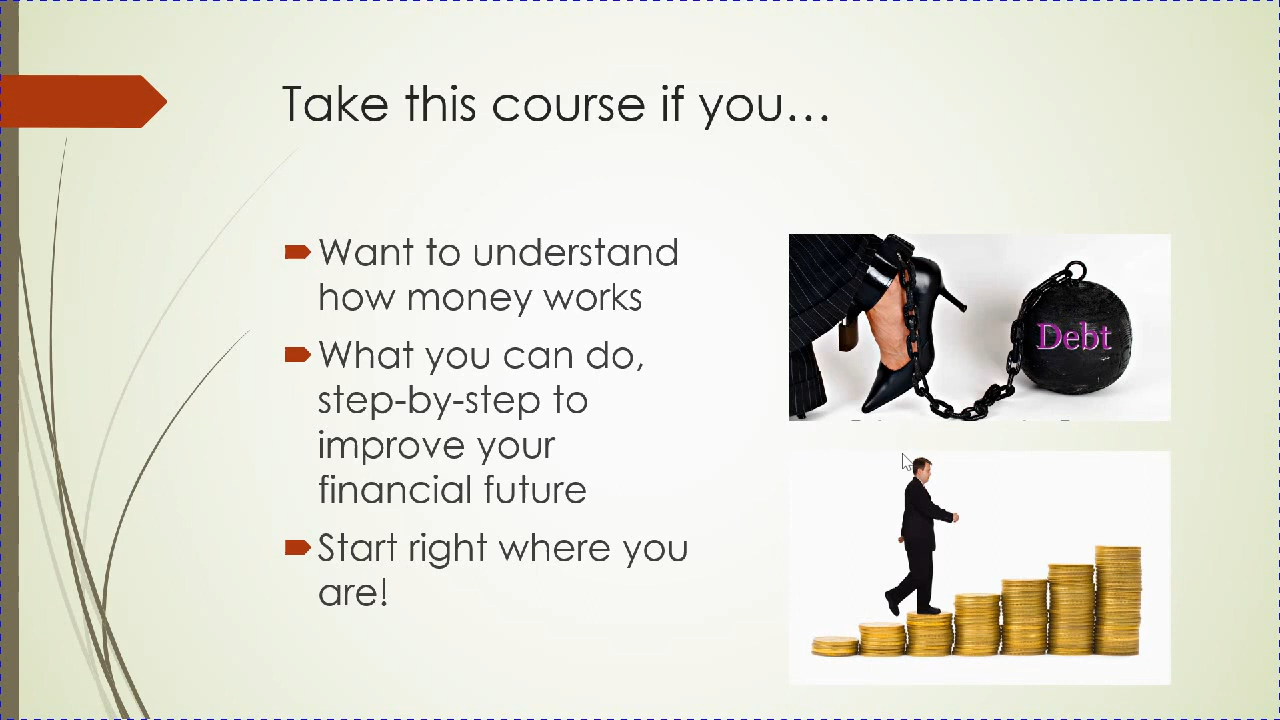 Take this course if you…
Want to understand
how money works
What you can do,
step-by-step to
improve your
financial future
Start right where you
are!
Debt